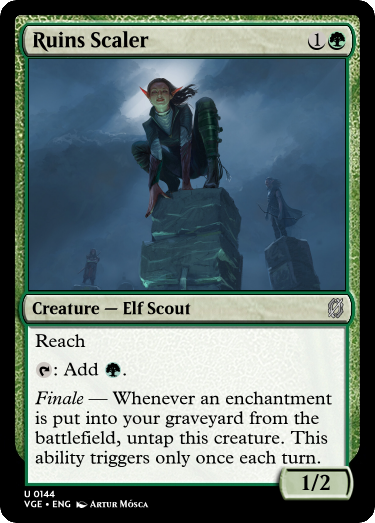 Ruins Scaler 1
Creature — Elf Scout
Reach
: Add .
Finale — Whenever an enchantment
is put into your graveyard from the
battlefield, untap this creature. This
ability triggers only once each turn.
1/2
U 0144
VGE • ENG Artur Mósca